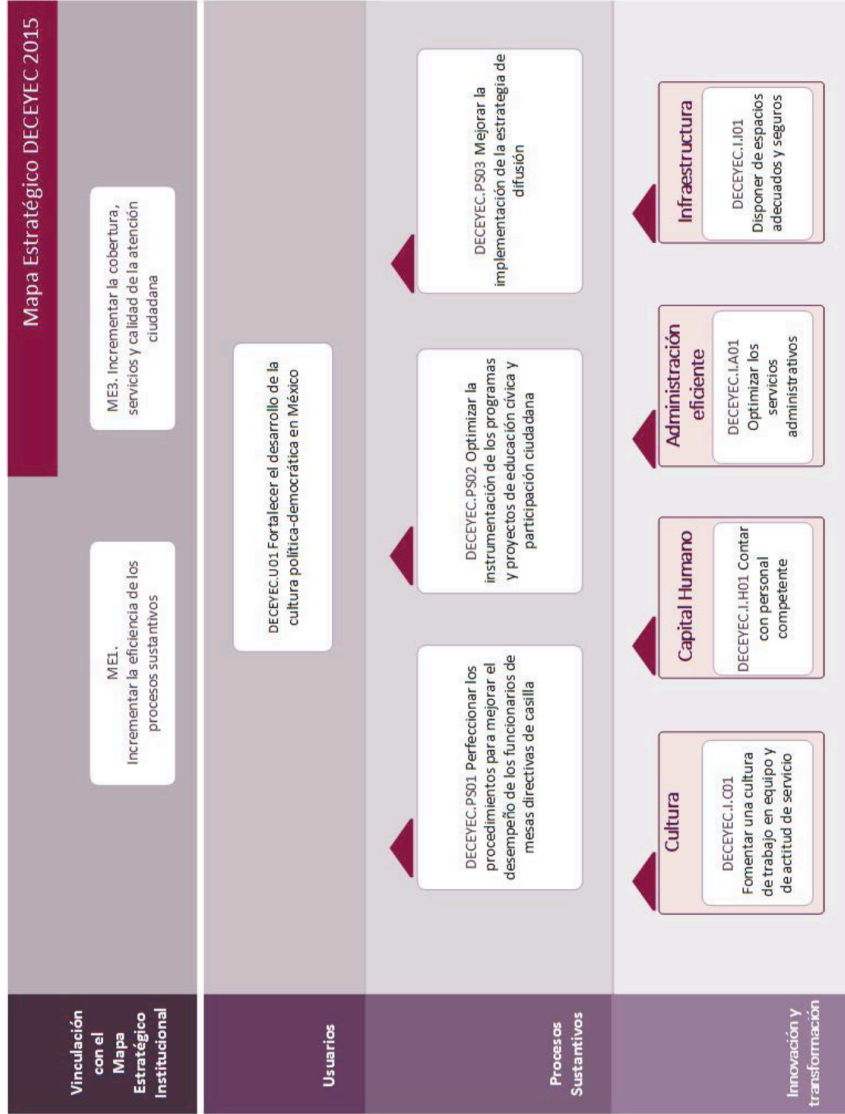 Mapa Estratégico DECEYEC 2015
Vinculación
con el
Mapa
Estratégico
Institucional
ME1.
Incrementar la eficiencia de los
procesos sustantivos
ME3. Incrementar la cobertura,
servicios y calidad de la atención
ciudadana
Usuarios
DECEYEC.U01 Fortalecer el desarrollo de la
cultura política-democrática en México
Procesos
Sustantivos
DECEYEC.PS01 Perfeccionar los
procedimientos para mejorar el
desempeño de los funcionarios de
mesas directivas de casilla
DECEYEC.PS02 Optimizar la
instrumentación de los programas
y proyectos de educación cívica y
participación ciudadana
DECEYEC.PS03 Mejorar la
implementación de la estrategia de
difusión
Innovación y
transformación
Cultura
DECEYEC.I.C01
Fomentar una cultura
de trabajo en equipo y
de actitud de servicio
Capital Humano
DECEYEC.I.H01 Contar
con personal
competente
Administración
eficiente
DECEYEC.I.A01
Optimizar los
servicios
administrativos
Infraestructura
DECEYEC.I.I01
Disponer de espacios
adecuados y seguros